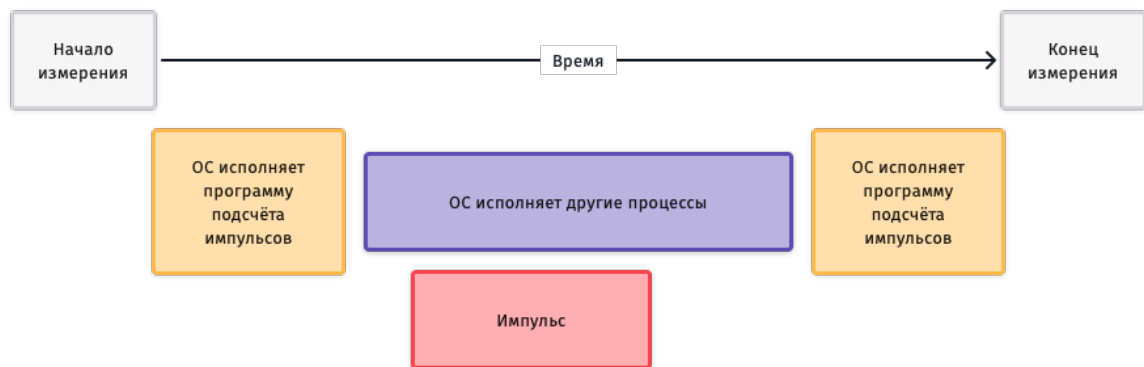 Начало
измерения
Время
Конец
измерения
ОС исполняет
программу
подсчёта
импульсов
ОС исполняет другие процессы
ОС исполняет
программу
подсчёта
импульсов
Импульс